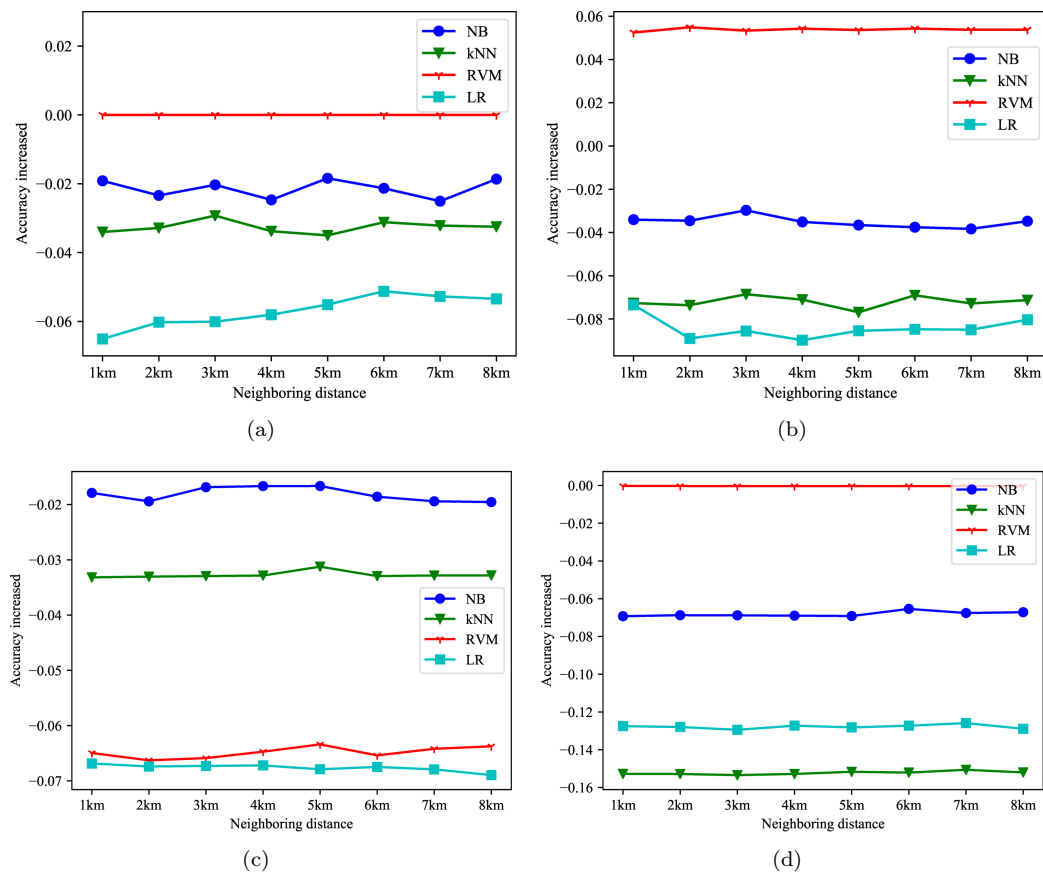 0.02
0.00
−0.02
−0.04
−0.06
Accuracy increased
NB
kNN
RVM
LR
1km 2km 3km 4km 5km 6km 7km 8km
Neighboring distance
(a)
0.06
0.04
0.02
0.00
−0.02
−0.04
−0.06
−0.08
Accuracy increased
NB
kNN
RVM
LR
1km 2km 3km 4km 5km 6km 7km 8km
Neighboring distance
(b)
−0.02
−0.03
−0.04
−0.05
−0.06
−0.07
Accuracy increased
NB
kNN
RVM
LR
1km 2km 3km 4km 5km 6km 7km 8km
Neighboring distance
(c)
0.00
−0.02
−0.04
−0.06
−0.08
−0.10
−0.12
−0.14
−0.16
Accuracy increased
NB
kNN
RVM
LR
1km 2km 3km 4km 5km 6km 7km 8km
Neighboring distance
(d)